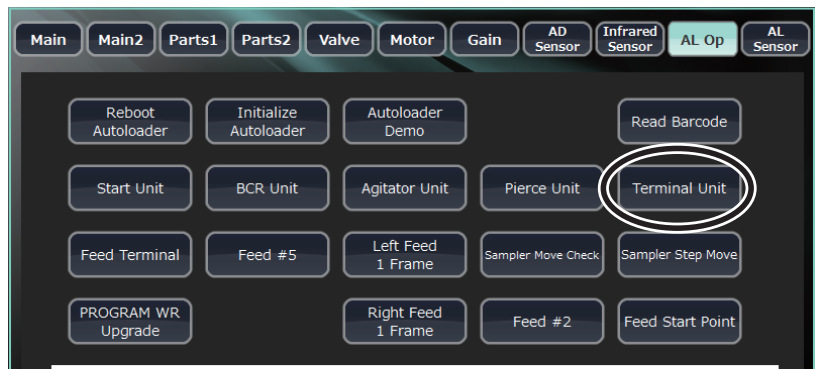 Main Main2 Parts1 Parts2 Valve Motor Gain AD Sensor Infrared Sensor AL Op AL Sensor
Reboot Autoloader
Initialize Autoloader
Autoloader Demo
Read Barcode
Start Unit
BCR Unit
Agitator Unit
Pierce Unit
Terminal Unit
Feed Terminal
Feed #5
Left Feed 1 Frame
Sampler Move Check
Sampler Step Move
PROGRAM WR Upgrade
Right Feed 1 Frame
Feed #2
Feed Start Point